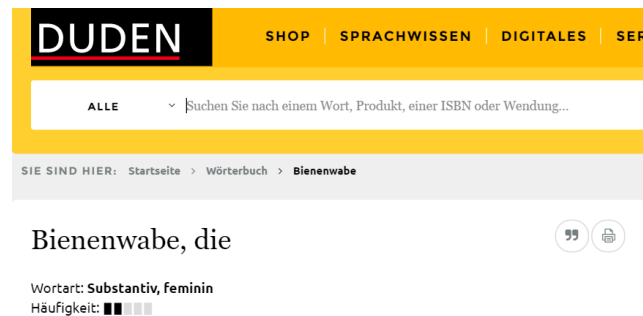 DUDEN SHOP SPRACHWISSEN DIGITALES
ALLE Suchen Sie nach einem Wort, Produkt, einer ISBN oder Wendung...
SIE SIND HIER: Startseite > Wörterbuch > Bienenwabe
Bienenwabe, die
Wortart: Substantiv, feminin
Häufigkeit: